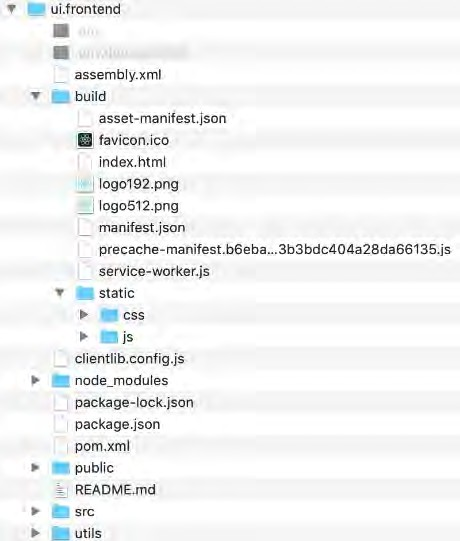 ui.frontend
.env
assembly.xml
build
asset-manifest.json
favicon.ico
index.html
logo192.png
logo512.png
manifest.json
precache-manifest.b6eba...3b3bdc404a28da66135.js
service-worker.js
static
css
js
clientlib.config.js
node_modules
package-lock.json
package.json
pom.xml
public
README.md
src
utils